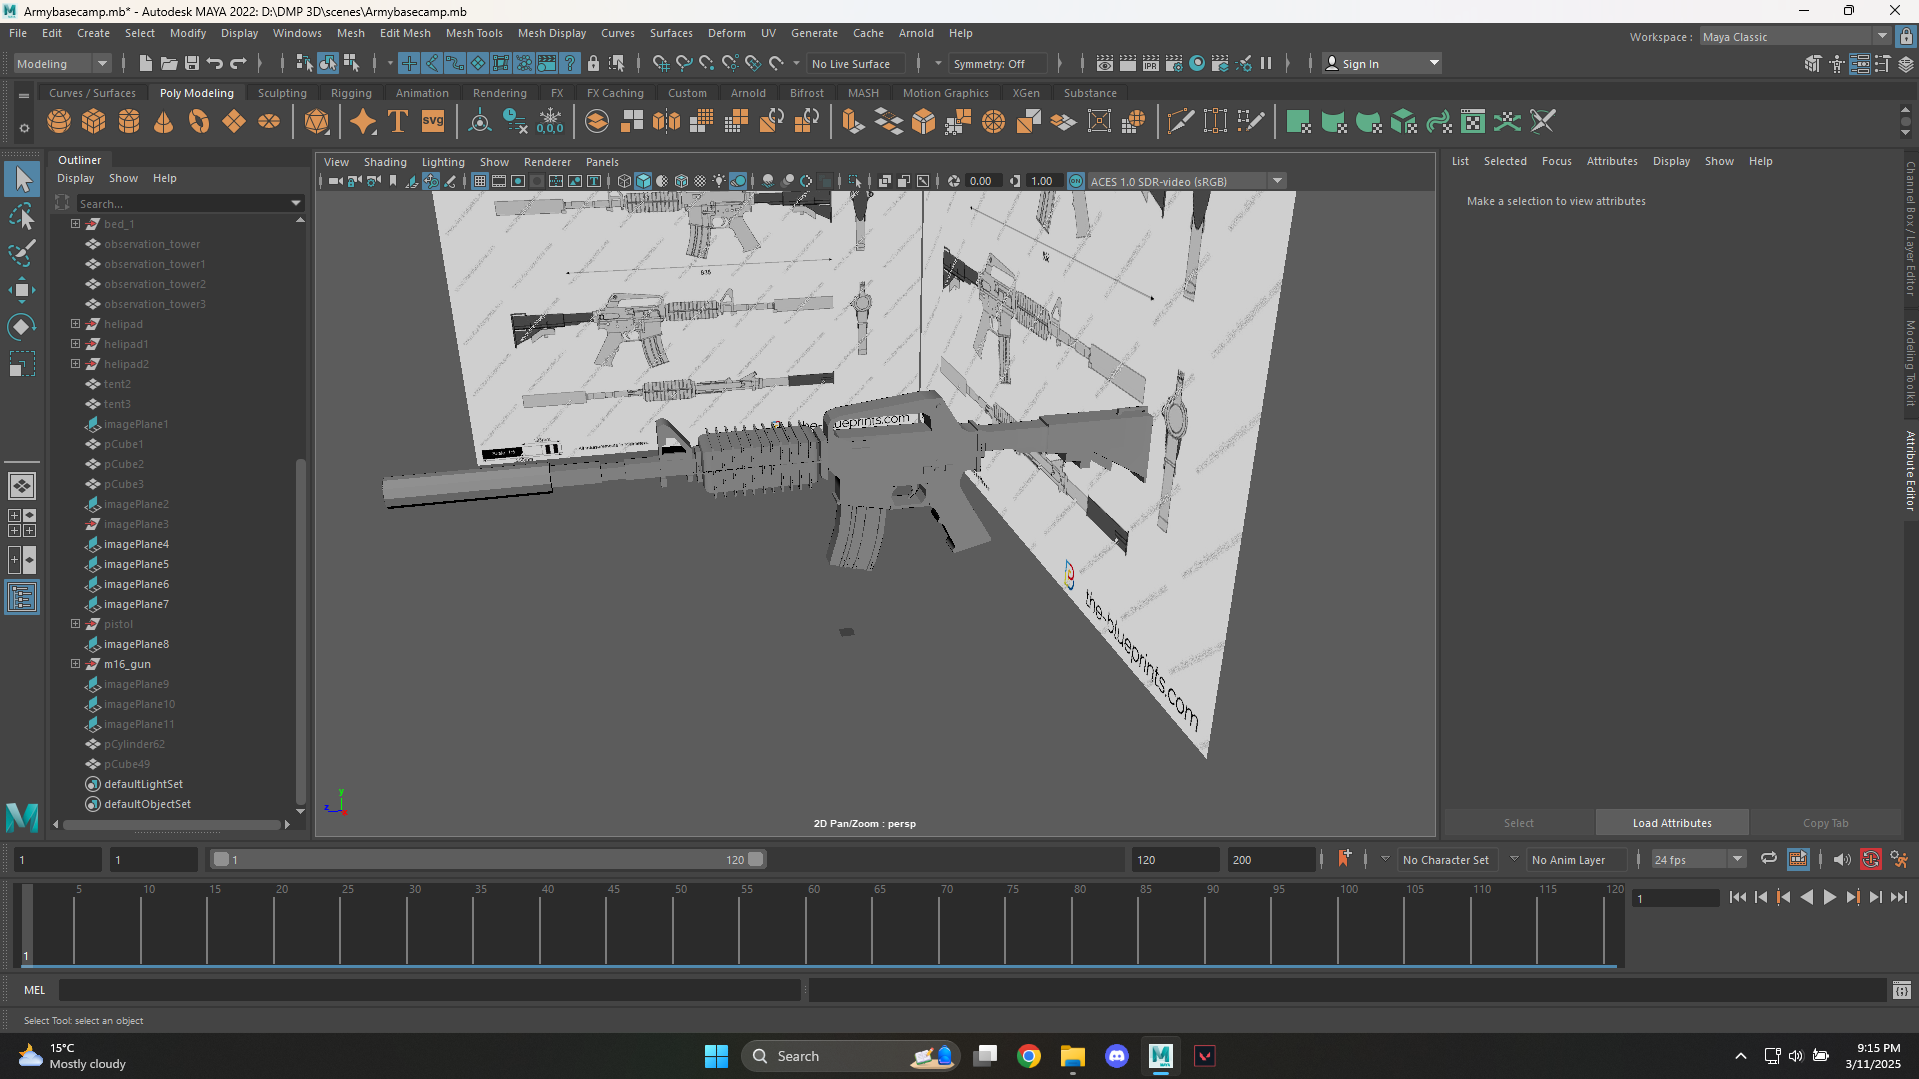 Armybasecamp.mb* - Autodesk MAYA 2022: D:\DMP 3D\scenes\Armybasecamp.mb
File Edit Create Select Modify Display Windows Mesh Edit Mesh Mesh Tools Mesh Display Curves Surfaces Deform UV Generate Cache Arnold Help
Workspace : Maya Classic
Modeling No Live Surface Symmetry: Off Sign In
Curves / Surfaces Poly Modeling Sculpting Rigging Animation Rendering FX FX Caching Custom Arnold Bifrost MASH Motion Graphics XGen Substance
Outliner
Display Show Help
Search...
bed_1
observation_tower
observation_tower1
observation_tower2
observation_tower3
helipad
helipad1
helipad2
tent2
tent3
imagePlane1
pCube1
pCube2
pCube3
imagePlane2
imagePlane3
imagePlane4
imagePlane5
imagePlane6
imagePlane7
pistol
imagePlane8
m16_gun
imagePlane9
imagePlane10
imagePlane11
pCylinder62
pCube49
defaultLightSet
defaultObjectSet
View Shading Lighting Show Renderer Panels
0.00 1.00 ACES 1.0 SDR-video (sRGB)
the-blueprints.com
2D Pan/Zoom : persp
List Selected Focus Attributes Display Show Help
Make a selection to view attributes
Select Load Attributes Copy Tab
Channel Box / Layer Editor
Modeling Toolkit
Attribute Editor
1 1 1 120 120 200 No Character Set No Anim Layer 24 fps
5 10 15 20 25 30 35 40 45 50 55 60 65 70 75 80 85 90 95 100 105 110 115 120
1 1
MEL
Select Tool: select an object
15°C
Mostly cloudy
Search
9:15 PM
3/11/2025